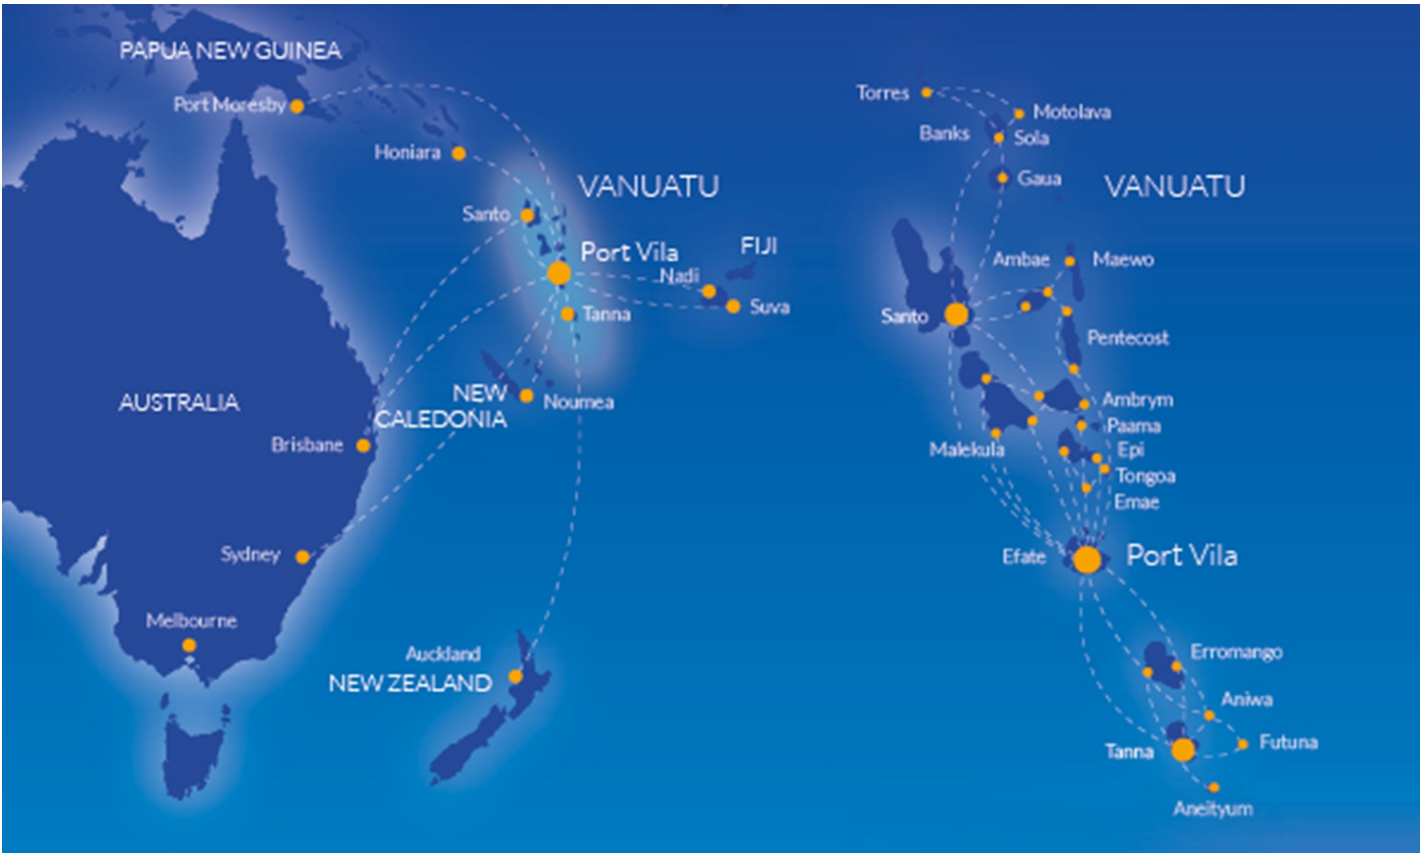 PAPUA NEW GUINEA
Port Moresby
Honiara
VANUATU
Santo
Port Vila
FIJI
Nadi
Suva
Tanna
AUSTRALIA
NEW
CALEDONIA
Noumea
Brisbane
Sydney
Melbourne
Auckland
NEW ZEALAND
Torres
Motolava
Banks
Sola
Gaua
VANUATU
Ambae
Maewo
Santo
Pentecost
Ambrym
Paama
Malekula
Epi
Tongoa
Emae
Efate
Port Vila
Erromango
Aniwa
Tanna
Futuna
Aneityum